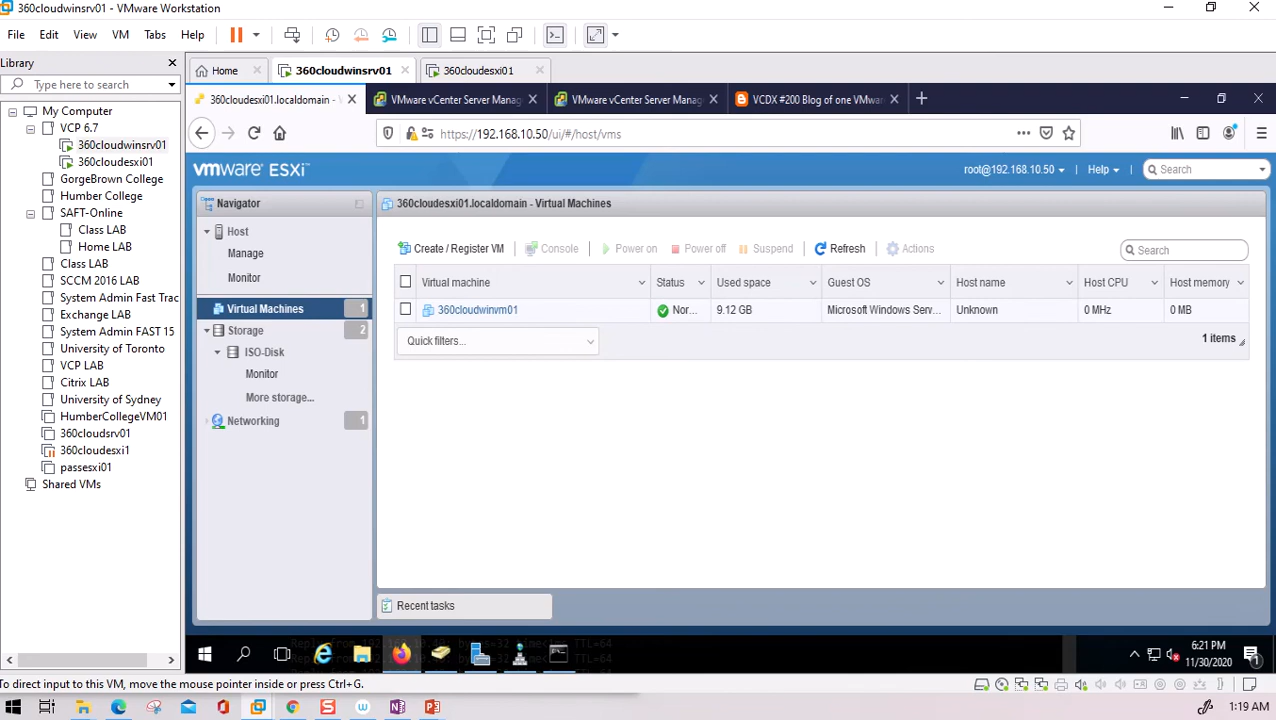 360cloudwinsrv01 - VMware Workstation
File Edit View VM Tabs Help
Library
Type here to search
My Computer
VCP 6.7
360cloudwinsrv01
360cloudesxi01
GorgeBrown College
Humber College
SAFT-Online
Class LAB
Home LAB
Class LAB
SCCM 2016 LAB
System Admin Fast Trac
Exchange LAB
System Admin FAST 15
University of Toronto
VCP LAB
Citrix LAB
University of Sydney
HumberCollegeVM01
360cloudsrv01
360cloudesxi1
passesxi01
Shared VMs
Home 360cloudwinsrv01 360cloudesxi01
360cloudesxi01.localdomain - VMware vCenter Server Manag VMware vCenter Server Manag VCDX #200 Blog of one VMwar
https://192.168.10.50/ui/#/host/vms
vmware ESXi™
root@192.168.10.50 | Help | Search
Navigator
Host
Manage
Monitor
Virtual Machines 1
Storage 2
ISO-Disk
Monitor
More storage...
Networking 1
360cloudesxi01.localdomain - Virtual Machines
Create / Register VM | Console | Power on Power off Suspend | Refresh | Actions
Search
Virtual machine Status Used space Guest OS Host name Host CPU Host memory
360cloudwinvm01 Nor... 9.12 GB Microsoft Windows Serv... Unknown 0 MHz 0 MB
Quick filters...
1 items
Recent tasks
6:21 PM
11/30/2020
1
To direct input to this VM, move the mouse pointer inside or press Ctrl+G.
1:19 AM